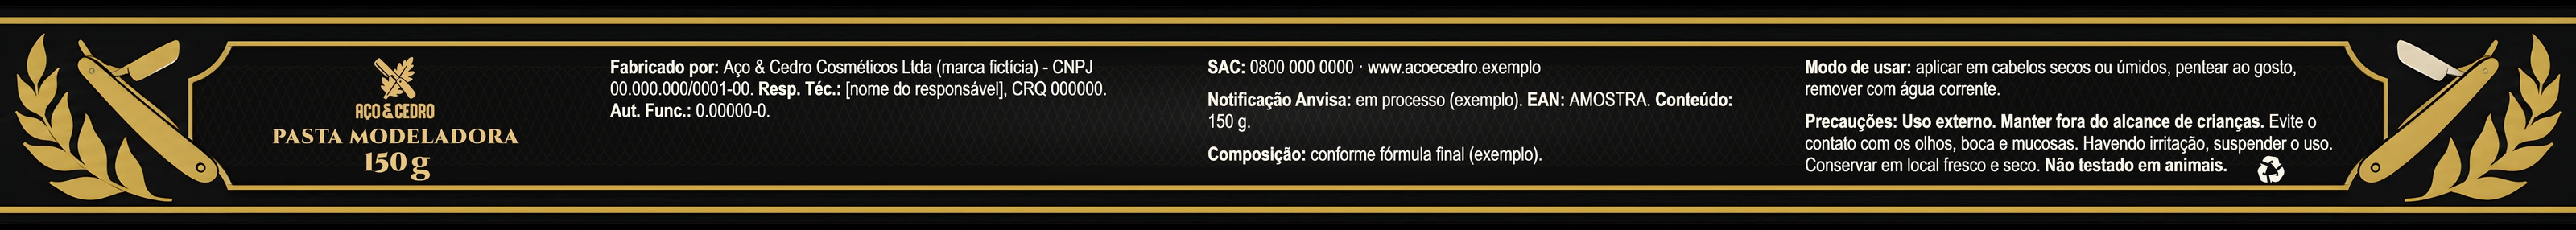 AÇO & CEDRO
PASTA MODELADORA
150 g
Fabricado por: Aço & Cedro Cosméticos Ltda (marca fictícia) - CNPJ
00.000.000/0001-00. Resp. Téc.: [nome do responsável], CRQ 000000.
Aut. Func.: 0.00000-0.
SAC: 0800 000 0000 · www.acoecedro.exemplo
Notificação Anvisa: em processo (exemplo). EAN: AMOSTRA. Conteúdo:
150 g.
Composição: conforme fórmula final (exemplo).
Modo de usar: aplicar em cabelos secos ou úmidos, pentear ao gosto,
remover com água corrente.
Precauções: Uso externo. Manter fora do alcance de crianças. Evite o
contato com os olhos, boca e mucosas. Havendo irritação, suspender o uso.
Conservar em local fresco e seco. Não testado em animais.